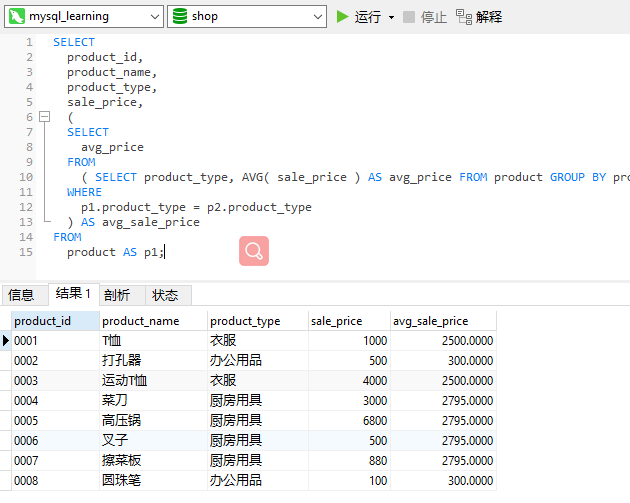 mysql_learning shop 运行 停止 解释
1 SELECT
2 product_id,
3 product_name,
4 product_type,
5 sale_price,
6 (
7 SELECT
8 avg_price
9 FROM
10 ( SELECT product_type, AVG( sale_price ) AS avg_price FROM product GROUP BY pro
11 WHERE
12 p1.product_type = p2.product_type
13 ) AS avg_sale_price
14 FROM
15 product AS p1;
信息 结果 1 剖析 状态
product_id product_name product_type sale_price avg_sale_price
0001 T恤 衣服 1000 2500.0000
0002 打孔器 办公用品 500 300.0000
0003 运动T恤 衣服 4000 2500.0000
0004 菜刀 厨房用具 3000 2795.0000
0005 高压锅 厨房用具 6800 2795.0000
0006 叉子 厨房用具 500 2795.0000
0007 擦菜板 厨房用具 880 2795.0000
0008 圆珠笔 办公用品 100 300.0000